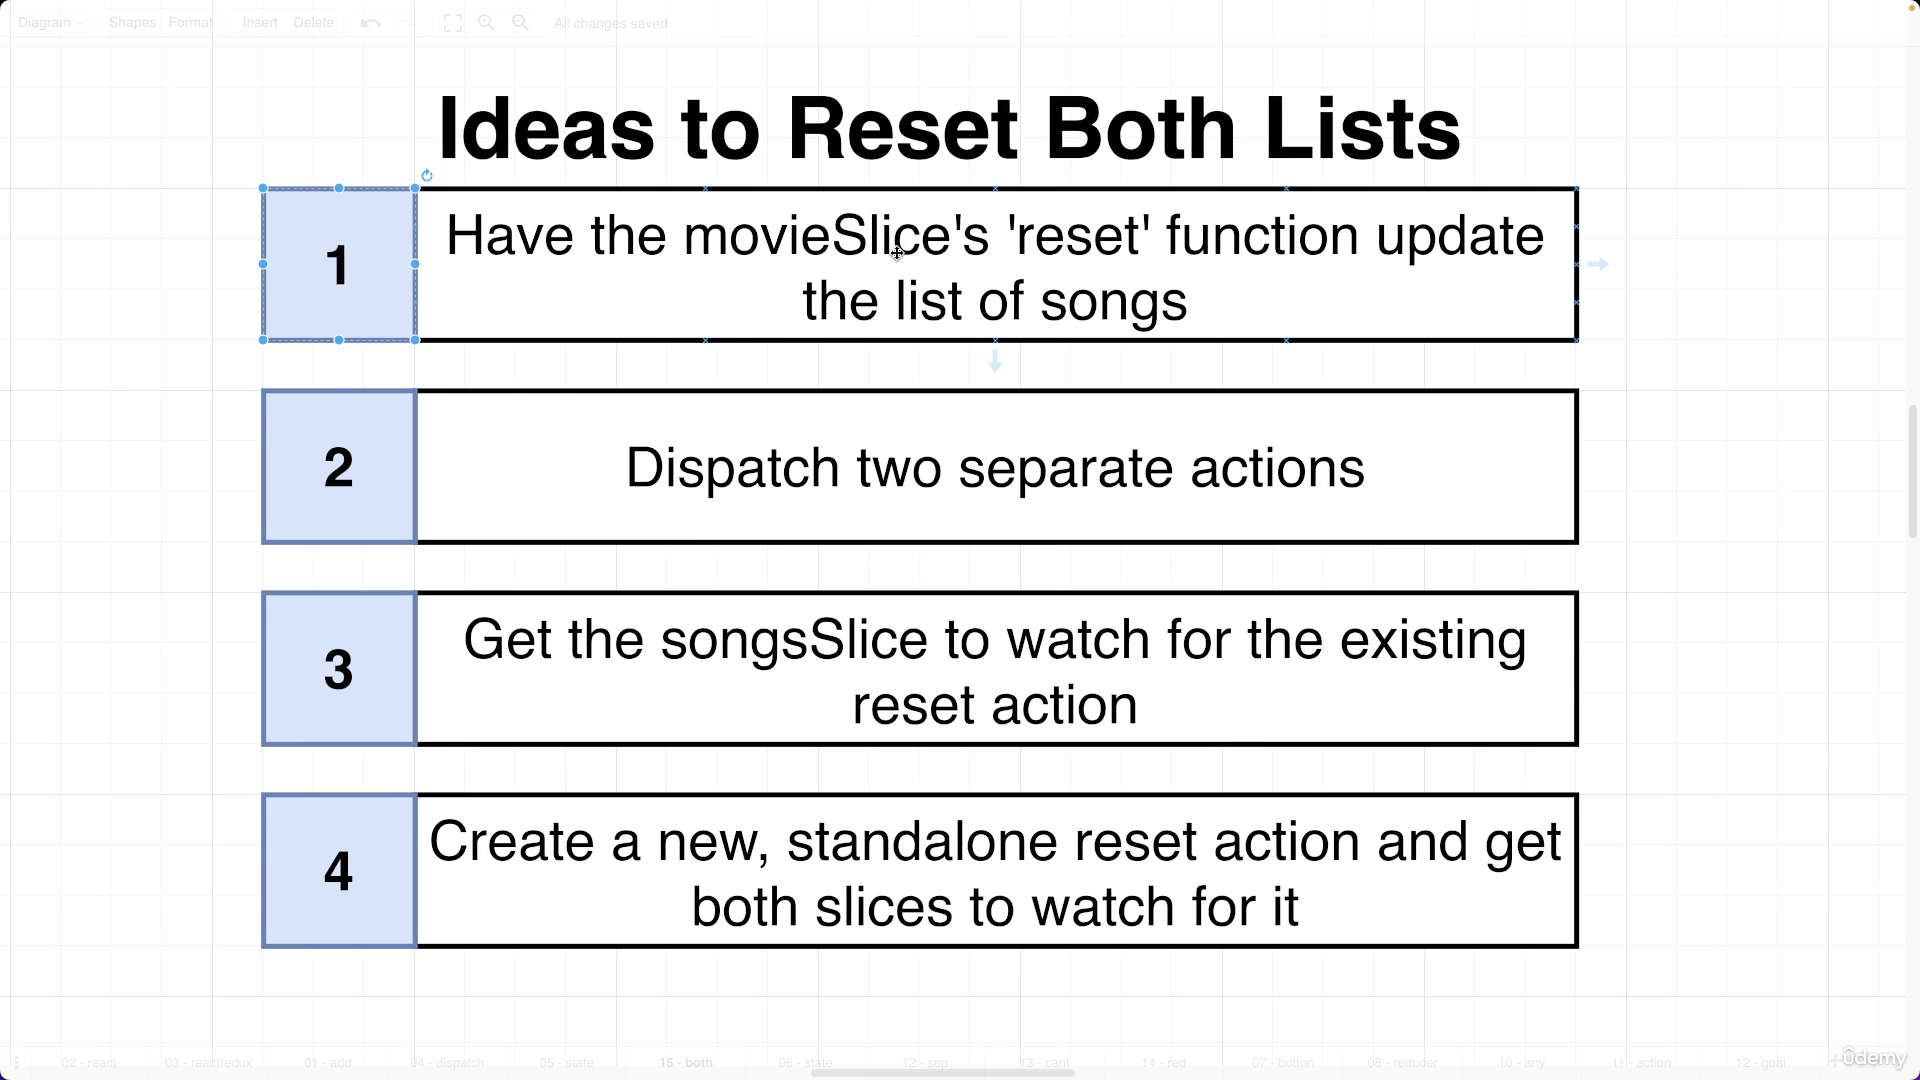 Diagram Shapes Format Insert Delete All changes saved
Ideas to Reset Both Lists
1
Have the movieSlice's 'reset' function update
the list of songs
2
Dispatch two separate actions
3
Get the songsSlice to watch for the existing
reset action
4
Create a new, standalone reset action and get
both slices to watch for it
02 - react 03 - reactredux 01 - add 04 - dispatch 05 - state 15 - both 06 - state 12 - sep 13 - cant 14 - red 07 - button 08 - reducer 10 - any 11 - action 12 - goal
ûdemy